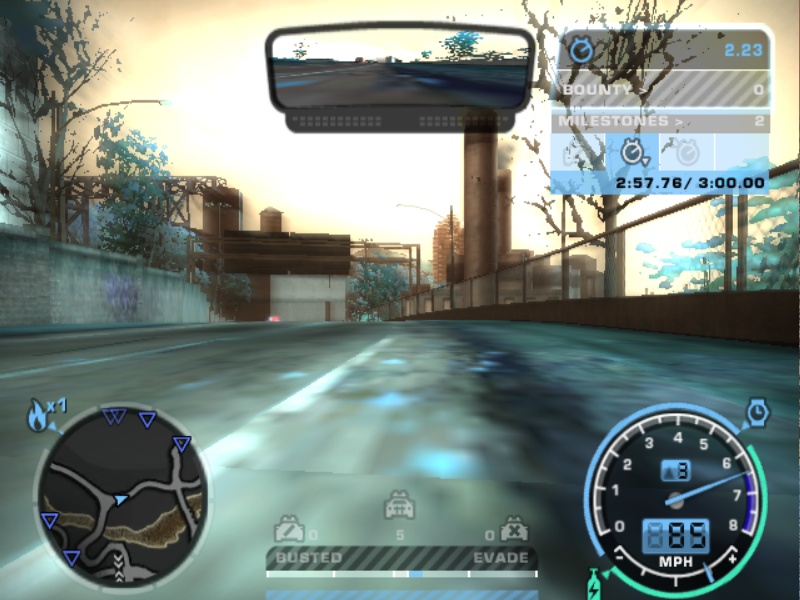 2.23
BOUNTY > 0
MILESTONES > 2
2:57.76/ 3:00.00
x1
0 1 2 3 4 5 6 7 8
3
85
MPH
- +
0 5 0
BUSTED EVADE